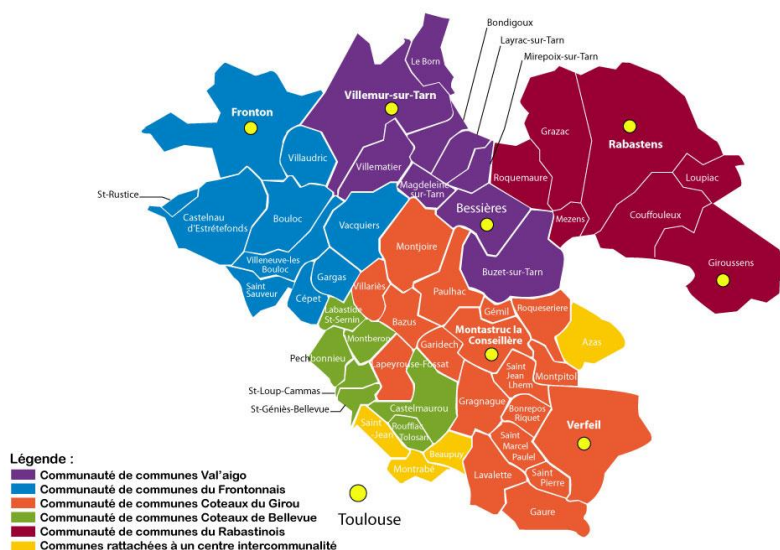 Bondigoux
Layrac-sur-Tarn
Mirepoix-sur-Tarn
Le Born
Villemur-sur-Tarn
Fronton
Rabastens
Grazac
Villaudric
Villematier
Roquemaure
Loupiac
St-Rustice
Magdeleine
sur-Tarn
Castelnau
d'Estrétefonds
Bouloc
Bessières
Couffouleux
Vacquiers
Mezens
Montjoire
Giroussens
Villeneuve-les
Bouloc
Buzet-sur-Tarn
Gargas
Saint
Sauveur
Villariès
Paulhac
Cépet
Labastide
St-Sernin
Gémil
Roqueseriere
Bazus
Montastruc la
Conseillère
Azas
Montberon
Garidech
Pechbonnieu
Lapeyrouse-Fossat
Saint
Jean
Lherm
Montpitol
St-Loup-Cammas
Gragnague
St-Géniès-Bellevue
Castelmaurou
Bonrepos
Riquet
Verfeil
Saint
Jean
Rouffiac
Tolosan
Saint
Marcel
Paulel
Beaupuy
Montrabé
Lavalette
Saint
Pierre
Gaure
Toulouse
Légende :
Communauté de communes Val'aigo
Communauté de communes du Frontonnais
Communauté de communes Coteaux du Girou
Communauté de communes Coteaux de Bellevue
Communauté de communes du Rabastinois
Communes rattachées à un centre intercommunalité